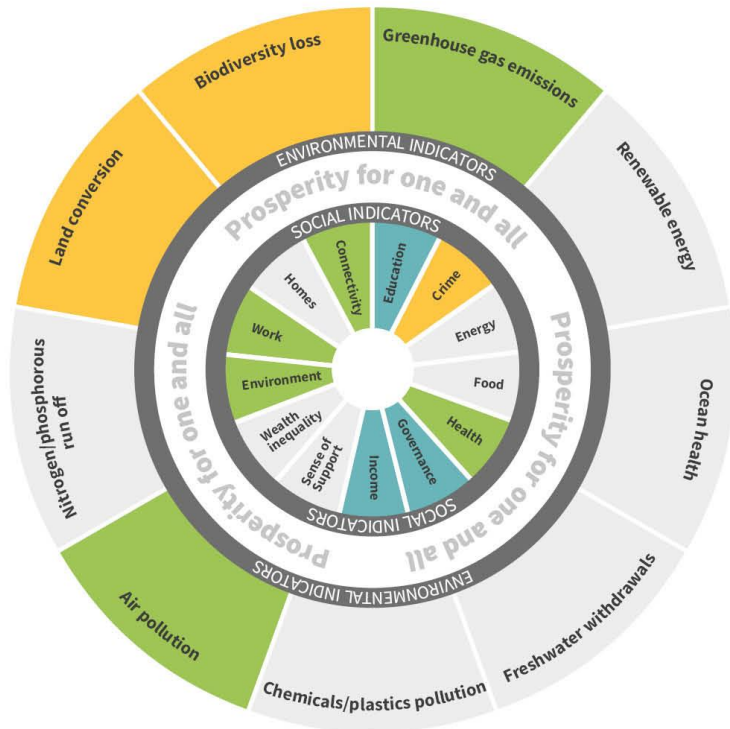 Biodiversity loss
Greenhouse gas emissions
Renewable energy
Ocean health
Freshwater withdrawals
Chemicals/plastics pollution
Air pollution
Nitrogen/phosphorous
run off
Land conversion
ENVIRONMENTAL INDICATORS
Prosperity for one and all
Prosperity for one and all
Prosperity for one and all
Prosperity
ENVIRONMENTAL INDICATORS
SOCIAL INDICATORS
Connectivity
Education
Crime
Energy
Food
Health
Governance
Income
Sense of
Support
Wealth
inequality
Environment
Work
Homes
SOCIAL INDICATORS